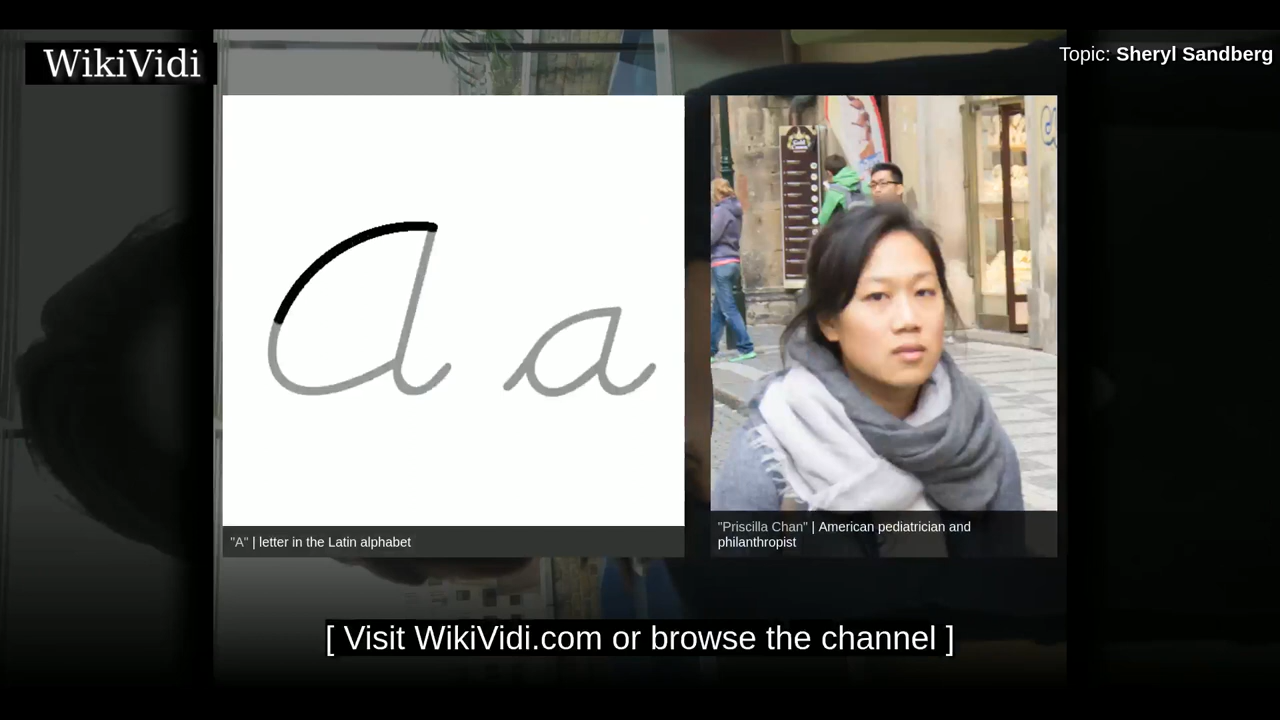 WikiVidi
Topic: Sheryl Sandberg
A a
"A" | letter in the Latin alphabet
"Priscilla Chan" | American pediatrician and
philanthropist
[ Visit WikiVidi.com or browse the channel ]